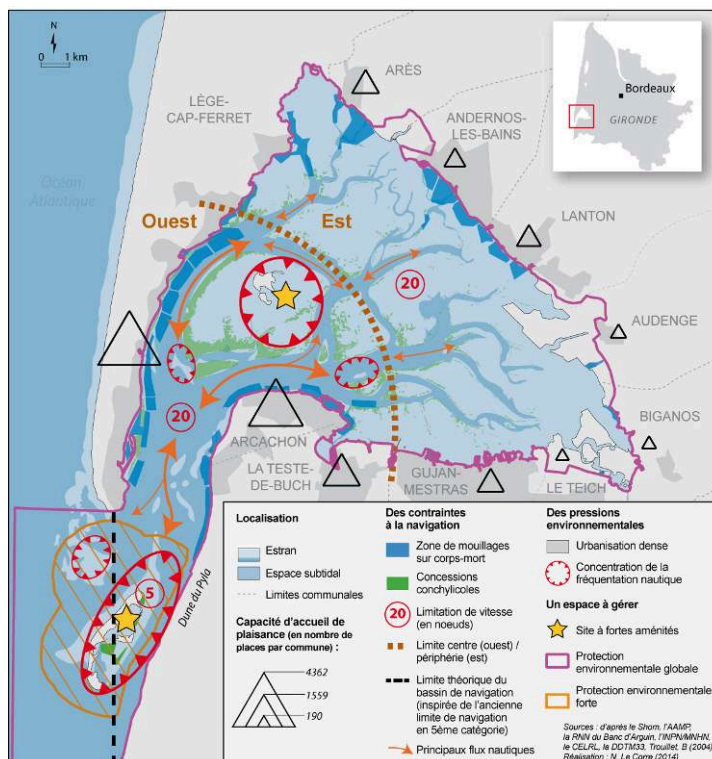 N
0 1 km
Océan
Atlantique
LÈGE-
CAP-FERRET
ARÈS
ANDERNOS-
LES-BAINS
LANTON
AUDENGE
BIGANOS
LE TEICH
GUJAN-
MESTRAS
LA TESTE-
DE-BUCH
ARCACHON
Ouest
Est
20
20
5
Dune du Pyla
Bordeaux
GIRONDE
Localisation
Estran
Espace subtidal
Limites communales
Capacité d'accueil de
plaisance (en nombre
de places par commune) :
4362
1559
190
Des contraintes
à la navigation
Zone de mouillages
sur corps-mort
Concessions
conchylicoles
20
Limitation de vitesse
(en noeuds)
Limite centre (ouest) /
périphérie (est)
Limite théorique du
bassin de navigation
(inspirée de l'ancienne
limite de navigation
en 5ème catégorie)
Principaux flux nautiques
Des pressions
environnementales
Urbanisation dense
Concentration de la
fréquentation nautique
Un espace à gérer
Site à fortes aménités
Protection
environnementale globale
Protection environnementale
forte
Sources : d'après le Shom, l'AAMP,
la RNN du Banc d'Arguin, l'INPN/MNHN,
le CELRL, la DDTM33, Trouillet, B (2004)
Réalisation : N. Le Corre (2014)